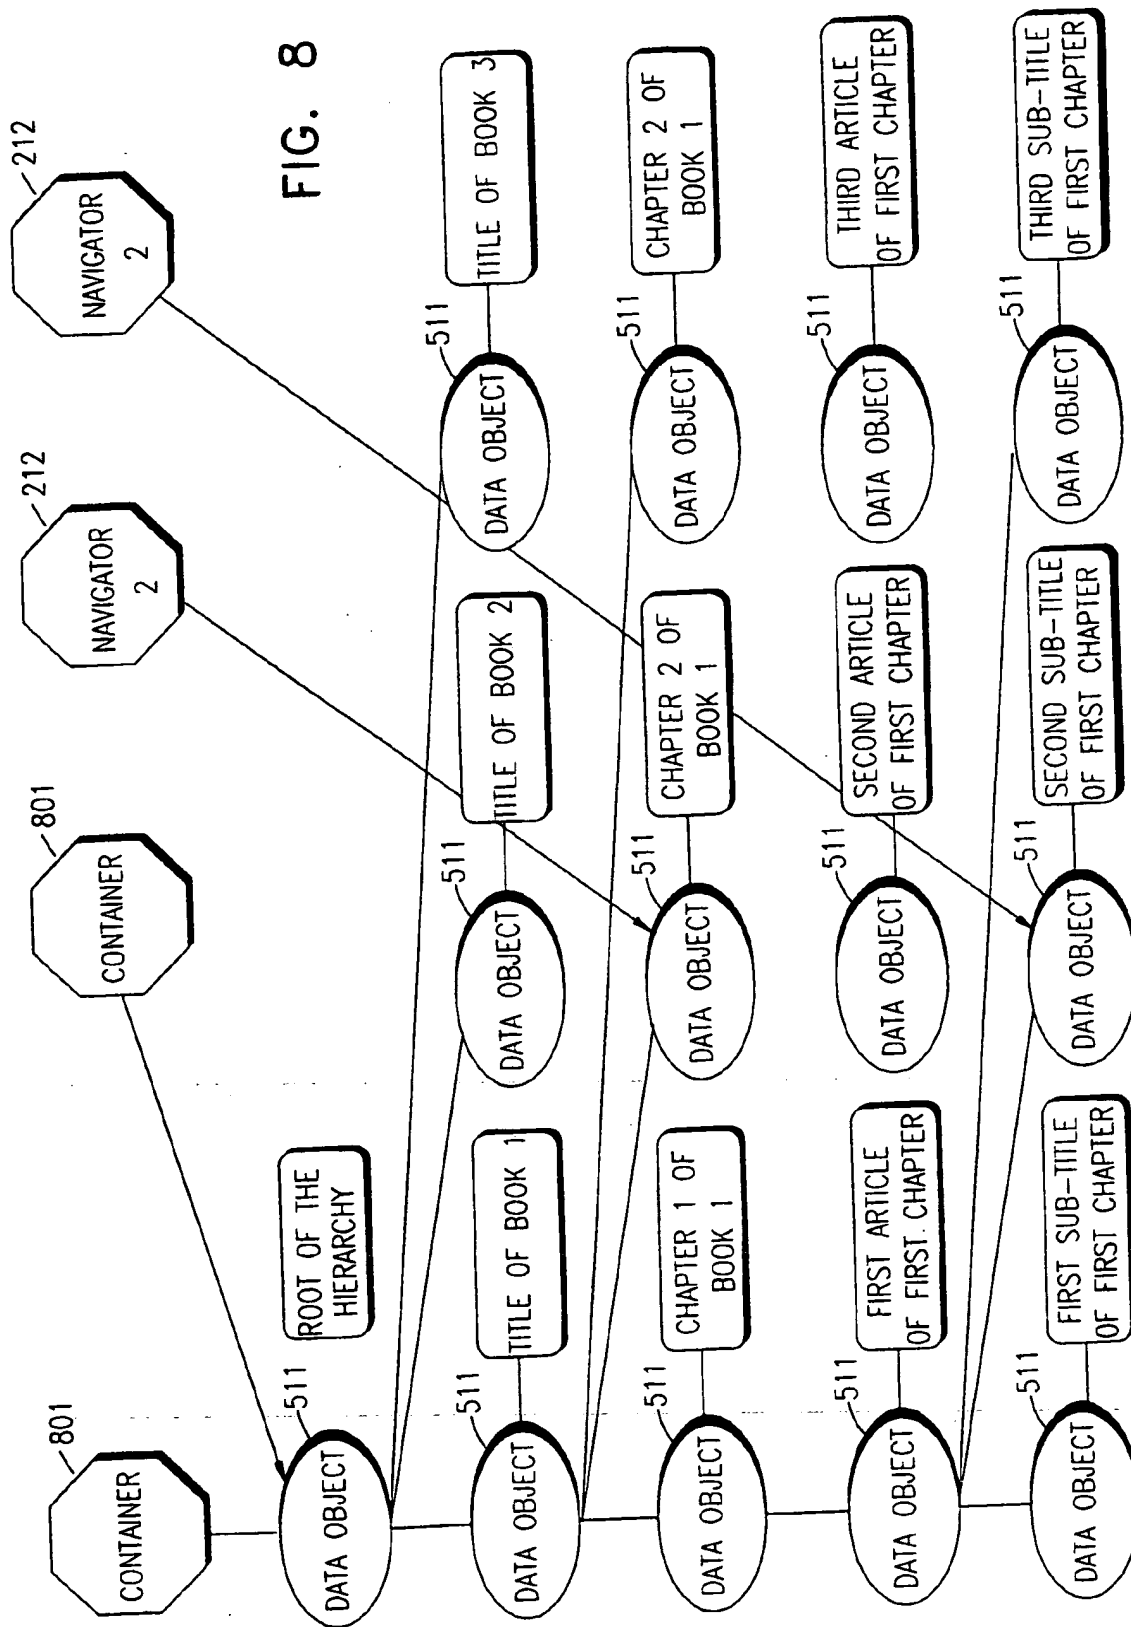 FIG. 8
801
CONTAINER
801
CONTAINER
212
NAVIGATOR
2
212
NAVIGATOR
2
511
DATA OBJECT
ROOT OF THE
HIERARCHY
511
DATA OBJECT
TITLE OF BOOK 1
511
DATA OBJECT
TITLE OF BOOK 2
511
DATA OBJECT
TITLE OF BOOK 3
511
DATA OBJECT
CHAPTER 1 OF
BOOK 1
511
DATA OBJECT
CHAPTER 2 OF
BOOK 1
511
DATA OBJECT
CHAPTER 2 OF
BOOK 1
511
DATA OBJECT
FIRST ARTICLE
OF FIRST CHAPTER
511
DATA OBJECT
SECOND ARTICLE
OF FIRST CHAPTER
511
DATA OBJECT
THIRD ARTICLE
OF FIRST CHAPTER
511
DATA OBJECT
FIRST SUB-TITLE
OF FIRST CHAPTER
511
DATA OBJECT
SECOND SUB-TITLE
OF FIRST CHAPTER
511
DATA OBJECT
THIRD SUB-TITLE
OF FIRST CHAPTER